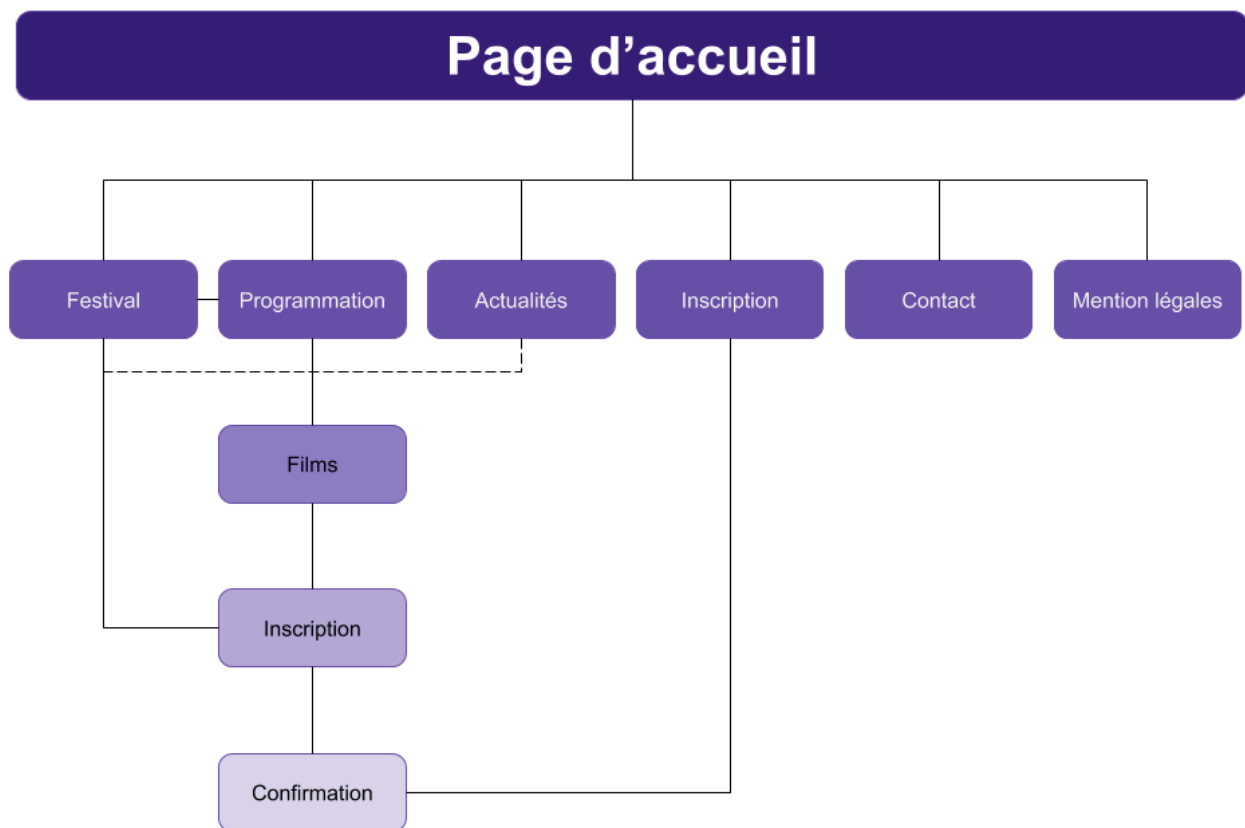 Page d’accueil
Festival
Programmation
Actualités
Inscription
Contact
Mention légales
Films
Inscription
Confirmation